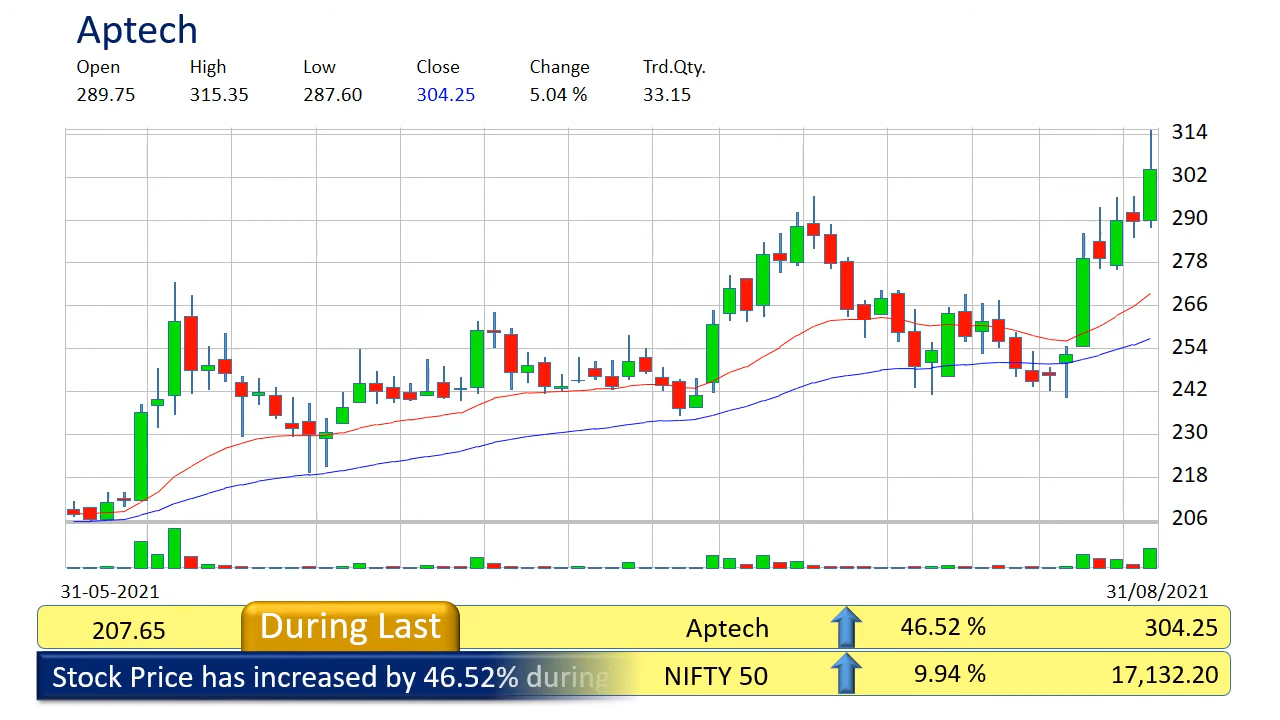 Aptech
Open High Low Close Change Trd.Qty.
289.75 315.35 287.60 304.25 5.04 % 33.15
314
302
290
278
266
254
242
230
218
206
31-05-2021 31/08/2021
207.65 During Last Aptech 46.52 % 304.25
Stock Price has increased by 46.52% during NIFTY 50 9.94 % 17,132.20